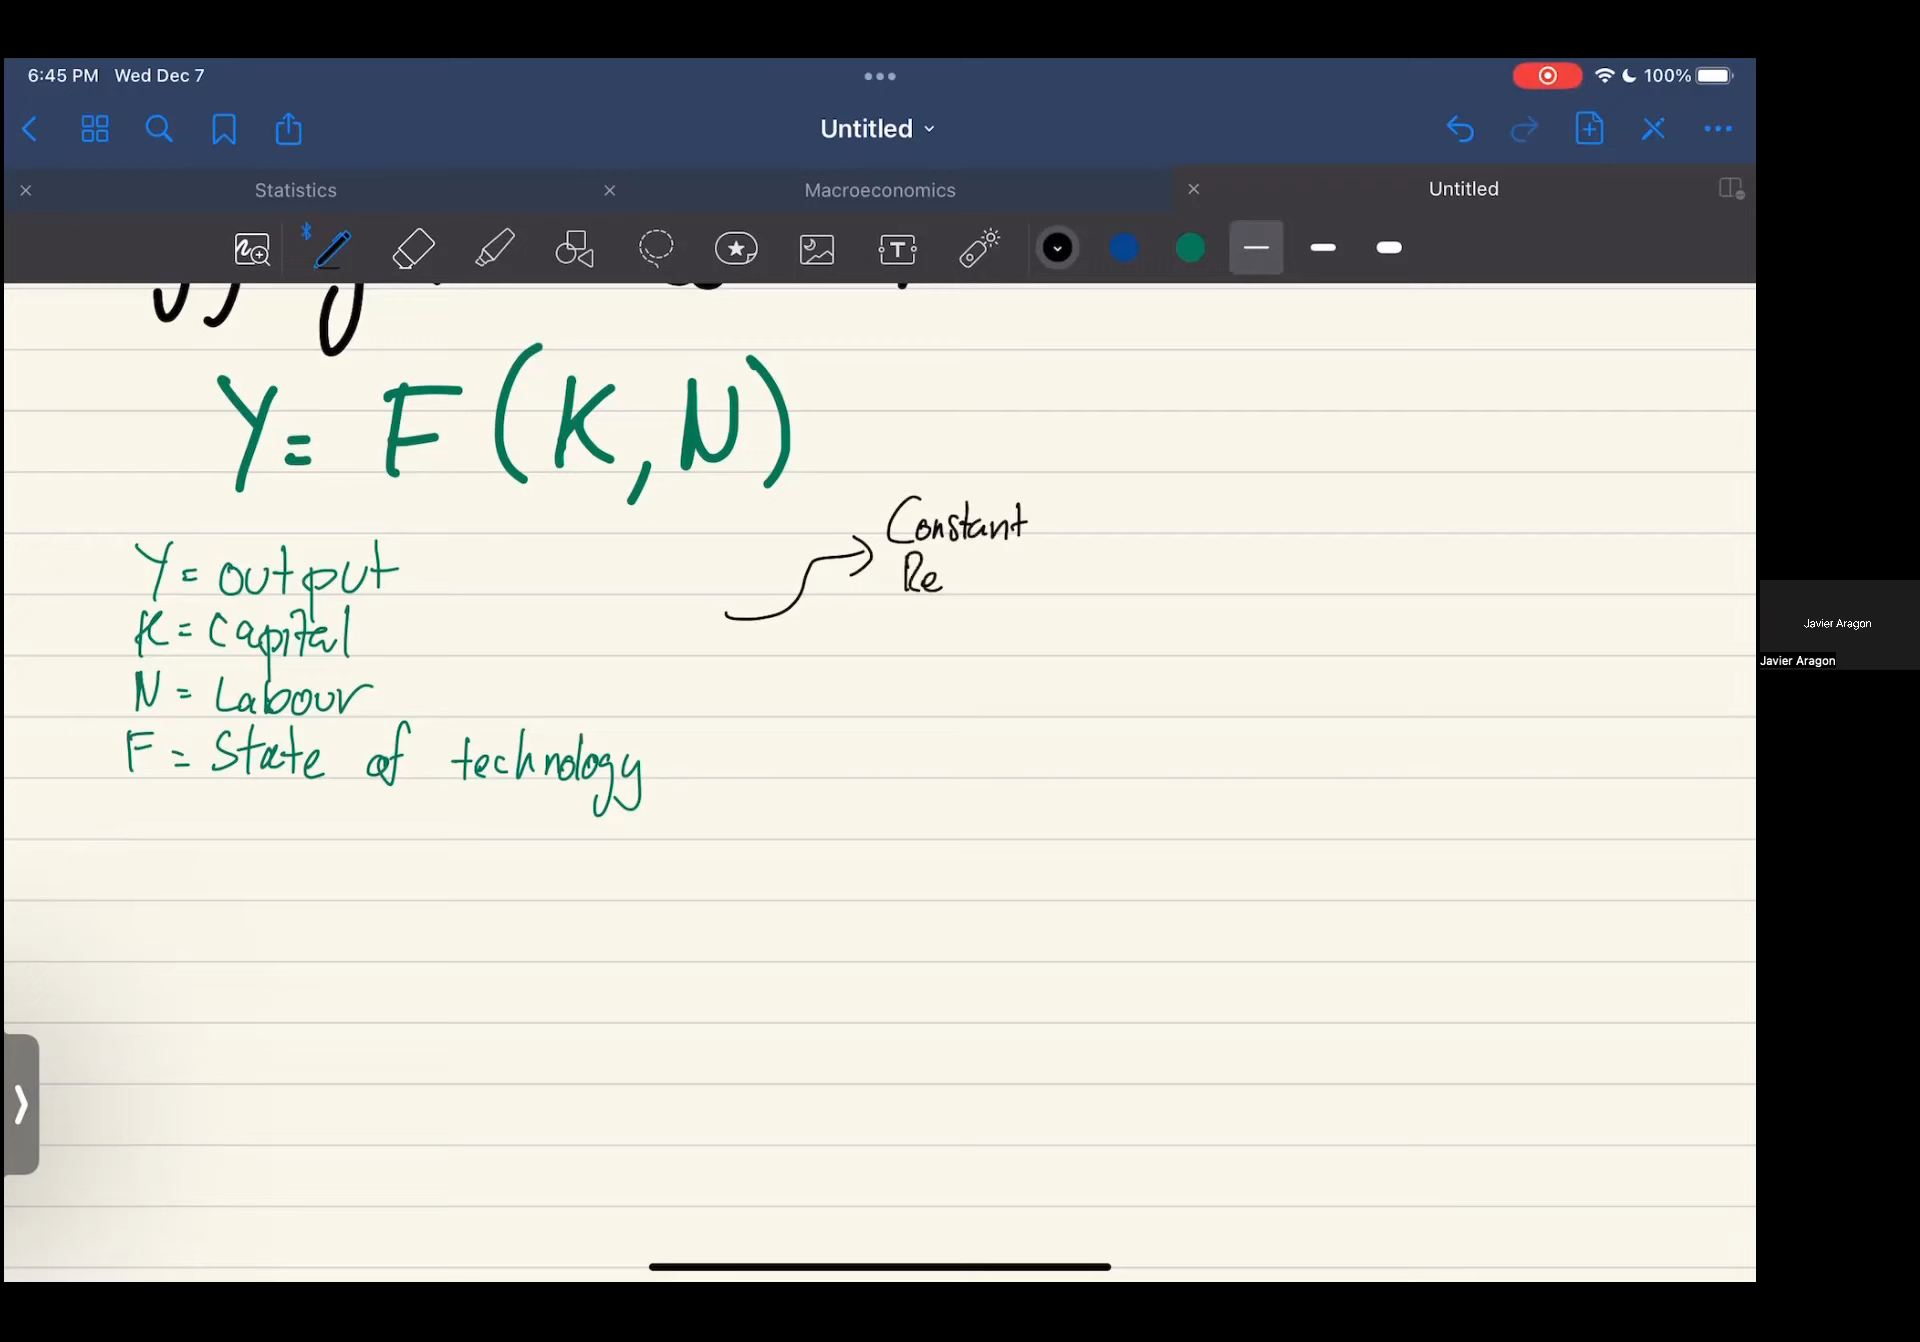 6:45 PM Wed Dec 7
100%
Untitled
Statistics
Macroeconomics
Untitled
Y = F (K, N)
Constant
Re
Y = output
K = Capital
N = Labour
F = State of technology
Javier Aragon
Javier Aragon